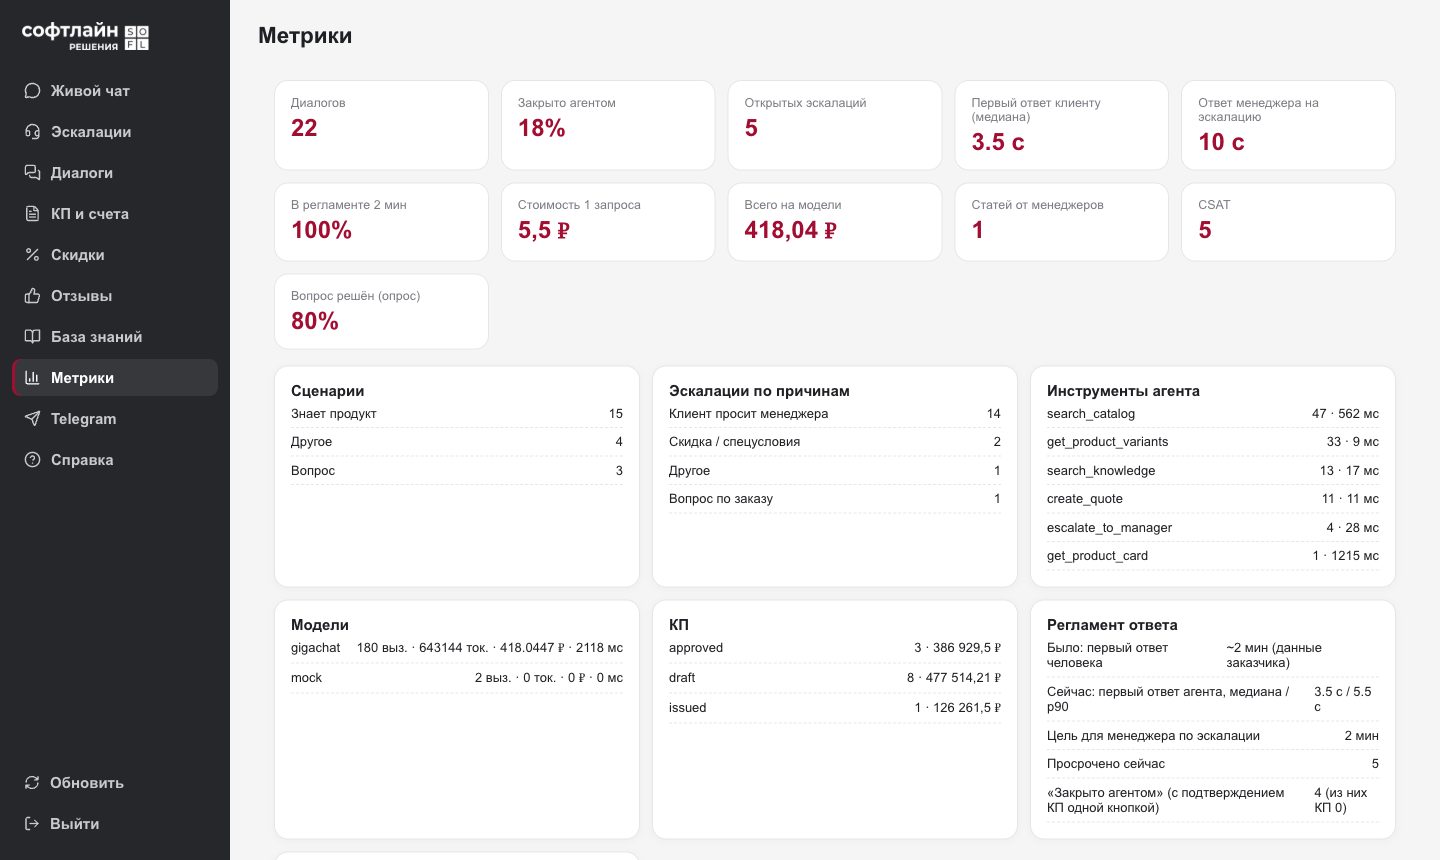 софтлайн
решения
SO
FL
Живой чат
Эскалации
Диалоги
КП и счета
Скидки
Отзывы
База знаний
Метрики
Telegram
Справка
Обновить
Выйти
Метрики
Диалогов
22
Закрыто агентом
18%
Открытых эскалаций
5
Первый ответ клиенту
(медиана)
3.5 с
Ответ менеджера на
эскалацию
10 с
В регламенте 2 мин
100%
Стоимость 1 запроса
5,5 ₽
Всего на модели
418,04 ₽
Статей от менеджеров
1
CSAT
5
Вопрос решён (опрос)
80%
Сценарии
Знает продукт 15
Другое 4
Вопрос 3
Эскалации по причинам
Клиент просит менеджера 14
Скидка / спецусловия 2
Другое 1
Вопрос по заказу 1
Инструменты агента
search_catalog 47 · 562 мс
get_product_variants 33 · 9 мс
search_knowledge 13 · 17 мс
create_quote 11 · 11 мс
escalate_to_manager 4 · 28 мс
get_product_card 1 · 1215 мс
Модели
gigachat 180 выз. · 643144 ток. · 418.0447 ₽ · 2118 мс
mock 2 выз. · 0 ток. · 0 ₽ · 0 мс
КП
approved 3 · 386 929,5 ₽
draft 8 · 477 514,21 ₽
issued 1 · 126 261,5 ₽
Регламент ответа
Было: первый ответ ~2 мин (данные
человека заказчика)
Сейчас: первый ответ агента, медиана / 3.5 с / 5.5
p90 с
Цель для менеджера по эскалации 2 мин
Просрочено сейчас 5
«Закрыто агентом» (с подтверждением 4 (из них
КП одной кнопкой) КП 0)